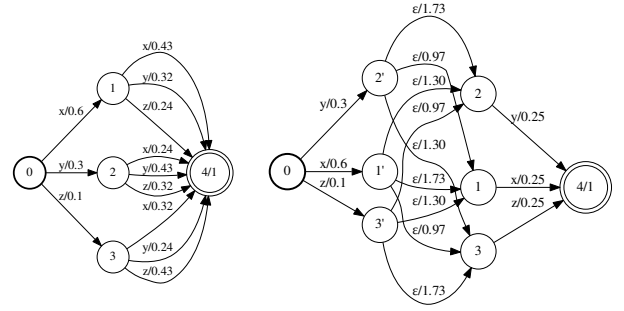 0
x/0.6
y/0.3
z/0.1
1
2
3
x/0.43
y/0.32
z/0.24
x/0.24
y/0.43
z/0.32
x/0.32
y/0.24
z/0.43
4/1
0
y/0.3
x/0.6
z/0.1
2'
1'
3'
ε/1.73
ε/0.97
ε/1.30
ε/0.97
ε/1.30
ε/1.73
ε/1.30
ε/0.97
ε/1.73
2
1
3
y/0.25
x/0.25
z/0.25
4/1